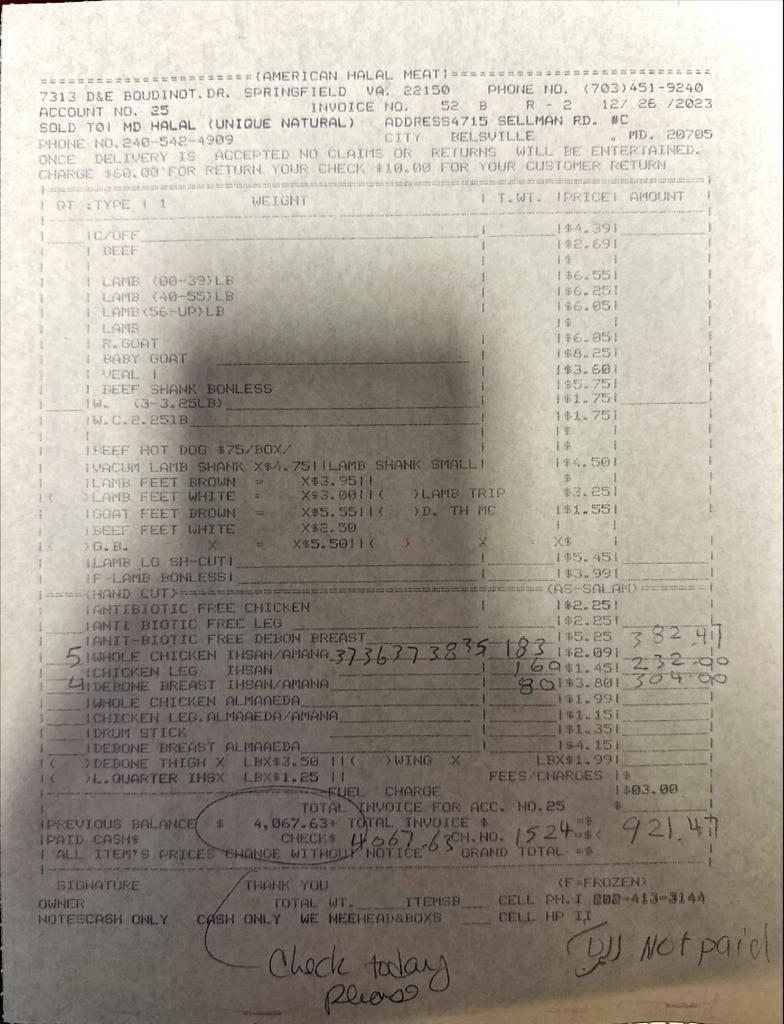 ====================(AMERICAN HALAL MEAT)====================
7313 D&E BOUDINOT.DR. SPRINGFIELD VA. 22150 PHONE NO. (703)451-9240
ACCOUNT NO. 25 INVOICE NO. 52 B R - 2 12/ 26 /2023
SOLD TO: MD HALAL (UNIQUE NATURAL) ADDRESS4715 SELLMAN RD. #C
PHONE NO.240-542-4909 CITY BELSVILLE . MD. 20705
ONCE DELIVERY IS ACCEPTED NO CLAIMS OR RETURNS WILL BE ENTERTAINED.
CHARGE $60.00 FOR RETURN YOUR CHECK $10.00 FOR YOUR CUSTOMER RETURN
| QT :TYPE | 1 WEIGHT | T.WT. |PRICE| AMOUNT
|C/OFF |$4.39|
| BEEF |$2.69|
|$ |
| LAMB (00-39)LB |$6.55|
| LAMB (40-55)LB |$6.25|
| LAMB(56-UP)LB |$6.05|
| LAMB |$ |
| R.GOAT |$6.05|
| BABY GOAT |$8.25|
| VEAL | |$3.60|
| BEEF SHANK BONLESS |$5.75|
|W. (3-3.25LB) |$1.75|
|W.C.2.25lB |$1.75|
|$ |
|BEEF HOT DOG $75/BOX/ |$ |
|VACUM LAMB SHANK X$4.75||LAMB SHANK SMALL| |$4.50|
|LAMB FEET BROWN = X$3.95|| $
|( )LAMB FEET WHITE = X$3.00||( )LAMB TRIP $3.25|
|GOAT FEET BROWN = X$5.55||( )D. TH MC |$1.55|
|BEEF FEET WHITE X$2.50
|( )G.B. X = X$5.50||( ) X = X$
|LAMB LG SH-CUT| |$5.45|
|F-LAMB BONLESS| |$3.99|
(HAND CUT) (AS-SALAM)
|ANTIBIOTIC FREE CHICKEN |$2.25|
|ANTI BIOTIC FREE LEG |$2.25|
|ANIT-BIOTIC FREE DEBON BREAST |$5.25
5 |WHOLE CHICKEN IHSAN/AMANA 37 36 37 38 35 183 |$2.09| 382.47
|CHICKEN LEG IHSAN 160 |$1.45| 232.00
4 |DEBONE BREAST IHSAN/AMANA 80 |$3.80| 304.00
|WHOLE CHICKEN ALMAAEDA |$1.99|
|CHICKEN LEG.ALMAAEDA/AMANA |$1.15|
|DRUM STICK |$1.35|
|DEBONE BREAST ALMAAEDA |$4.15|
|( )DEBONE THIGH X LBX$3.50 ||( )WING X LBX$1.99|
|( )L.QUARTER IHSX LBX$1.25 || FEES/CHARGES |$
FUEL CHARGE |$03.00
TOTAL INVOICE FOR ACC. NO.25 $
|PREVIOUS BALANCE $ 4,067.63+ TOTAL INVOICE $ =$
|PAID CASH$ CHECK$ 4067.63 CH.NO. 1524 =$( 921.47
| ALL ITEM'S PRICES CHANGE WITHOUT NOTICE GRAND TOTAL =$
SIGNATURE THANK YOU (F=FROZEN)
OWNER TOTAL WT. ITEMSB CELL PH.I 202-413-3144
NOTESCASH ONLY CASH ONLY WE NEEHEAD&BOXS CELL HP II
Not paid
Check today
please